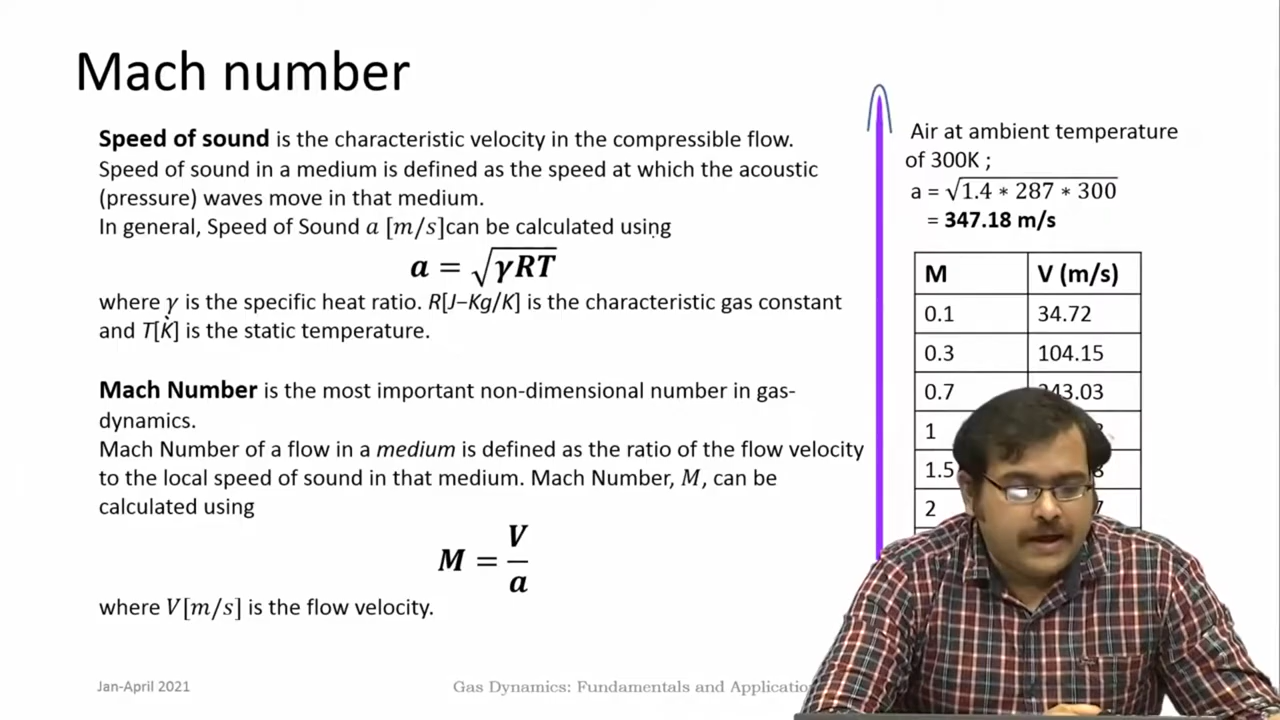 Mach number
Speed of sound is the characteristic velocity in the compressible flow.
Speed of sound in a medium is defined as the speed at which the acoustic
(pressure) waves move in that medium.
In general, Speed of Sound a [m/s]can be calculated using
a = √γRT
where γ is the specific heat ratio. R[J−Kg/K] is the characteristic gas constant
and T[K] is the static temperature.
Mach Number is the most important non-dimensional number in gas-
dynamics.
Mach Number of a flow in a medium is defined as the ratio of the flow velocity
to the local speed of sound in that medium. Mach Number, M, can be
calculated using
M = V/a
where V[m/s] is the flow velocity.
Air at ambient temperature
of 300K ;
a = √1.4 ∗ 287 ∗ 300
= 347.18 m/s
M V (m/s)
0.1 34.72
0.3 104.15
0.7
1
1.5
2
Jan-April 2021
Gas Dynamics: Fundamentals and